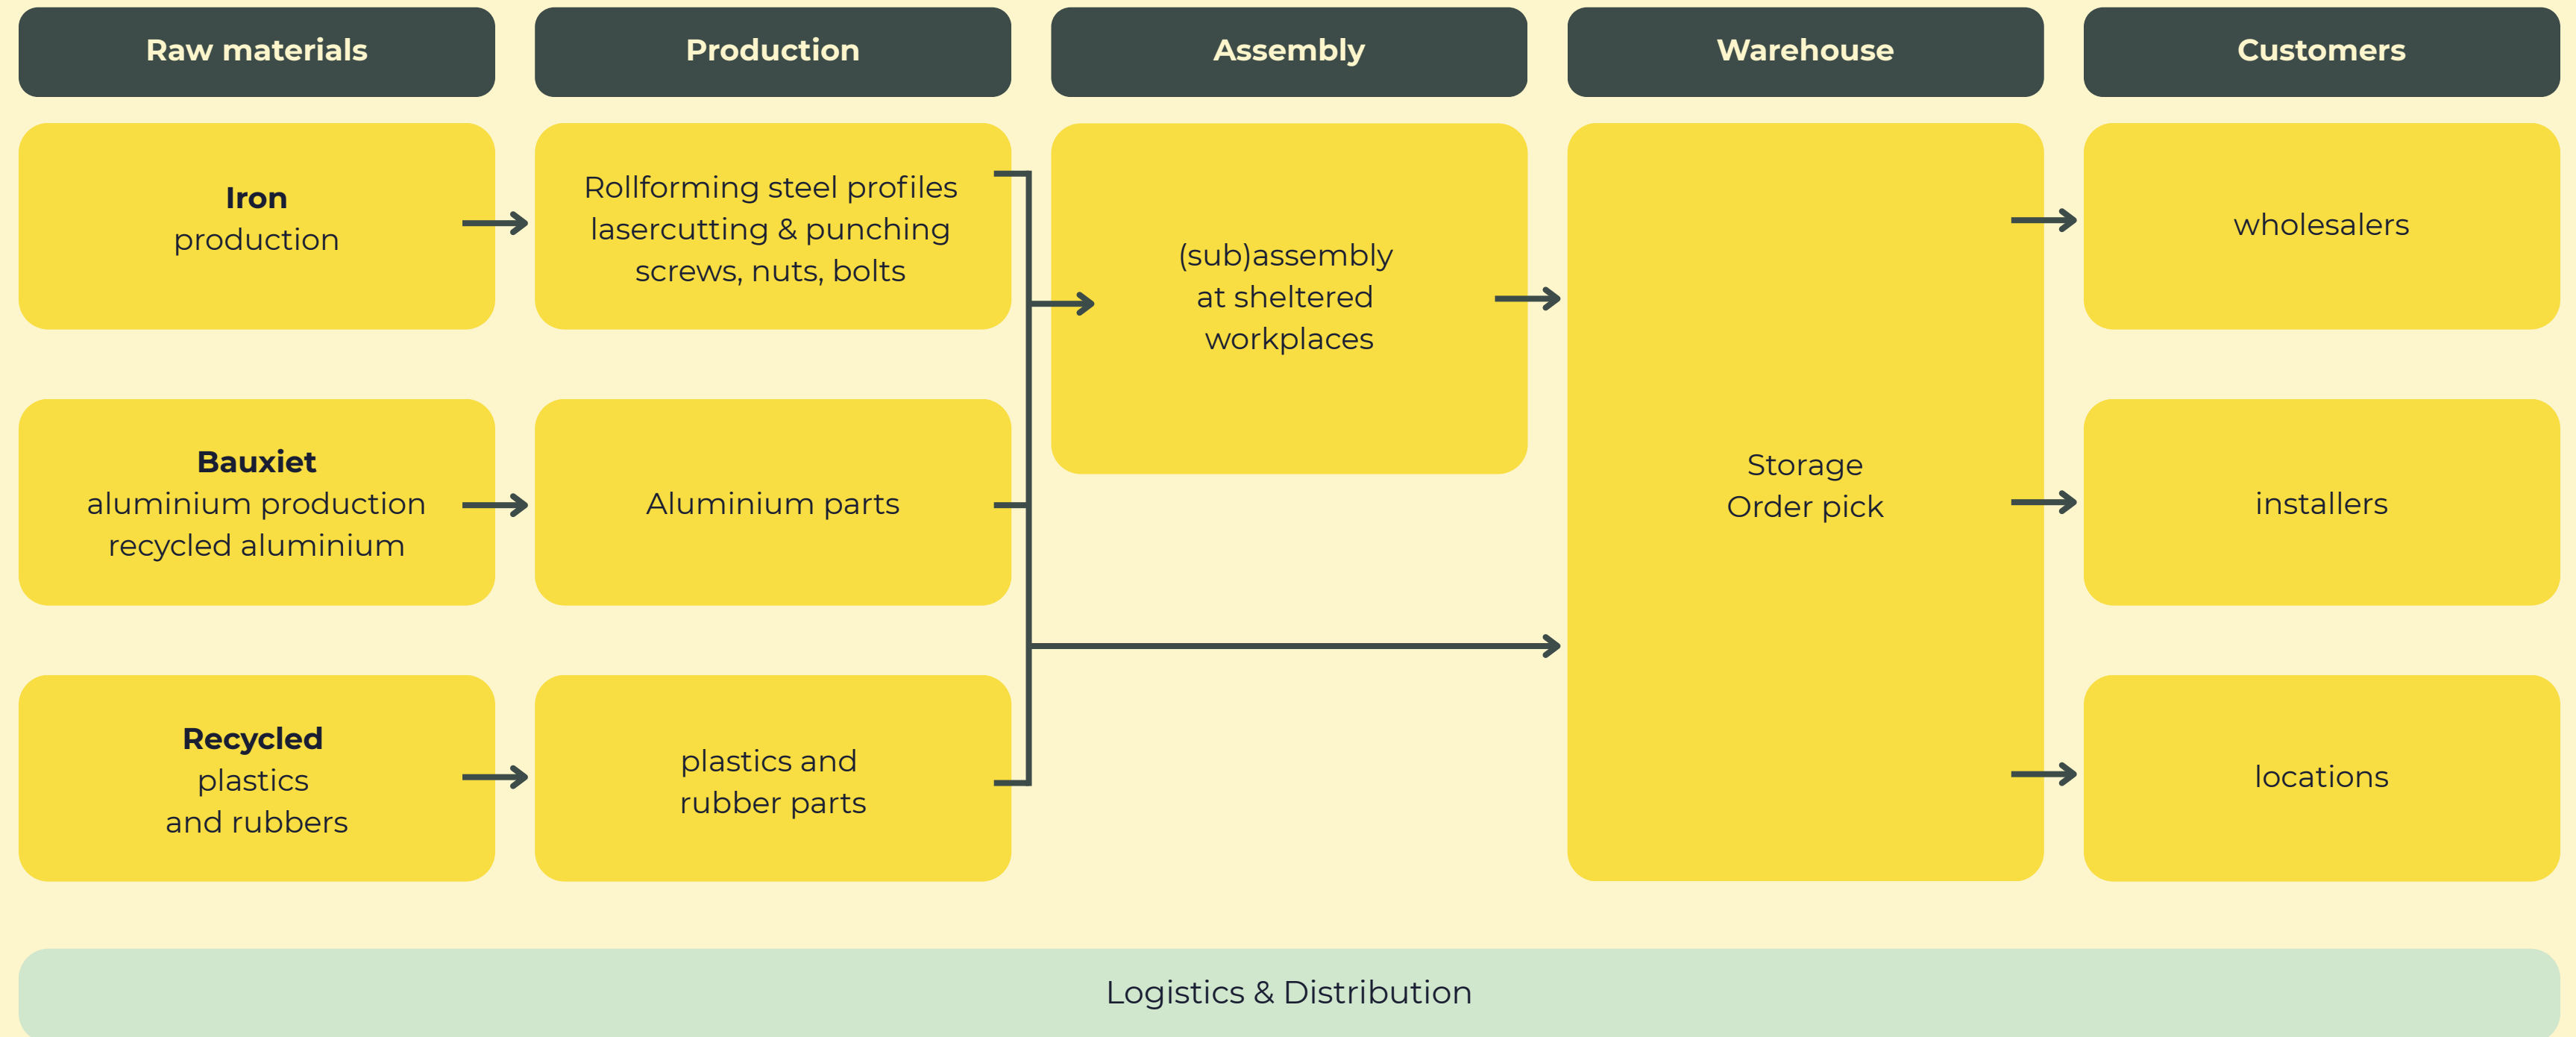 Raw materials
Production
Assembly
Warehouse
Customers
Iron
production
Rollforming steel profiles
lasercutting & punching
screws, nuts, bolts
(sub)assembly
at sheltered
workplaces
Storage
Order pick
wholesalers
Bauxiet
aluminium production
recycled aluminium
Aluminium parts
installers
Recycled
plastics
and rubbers
plastics and
rubber parts
locations
Logistics & Distribution